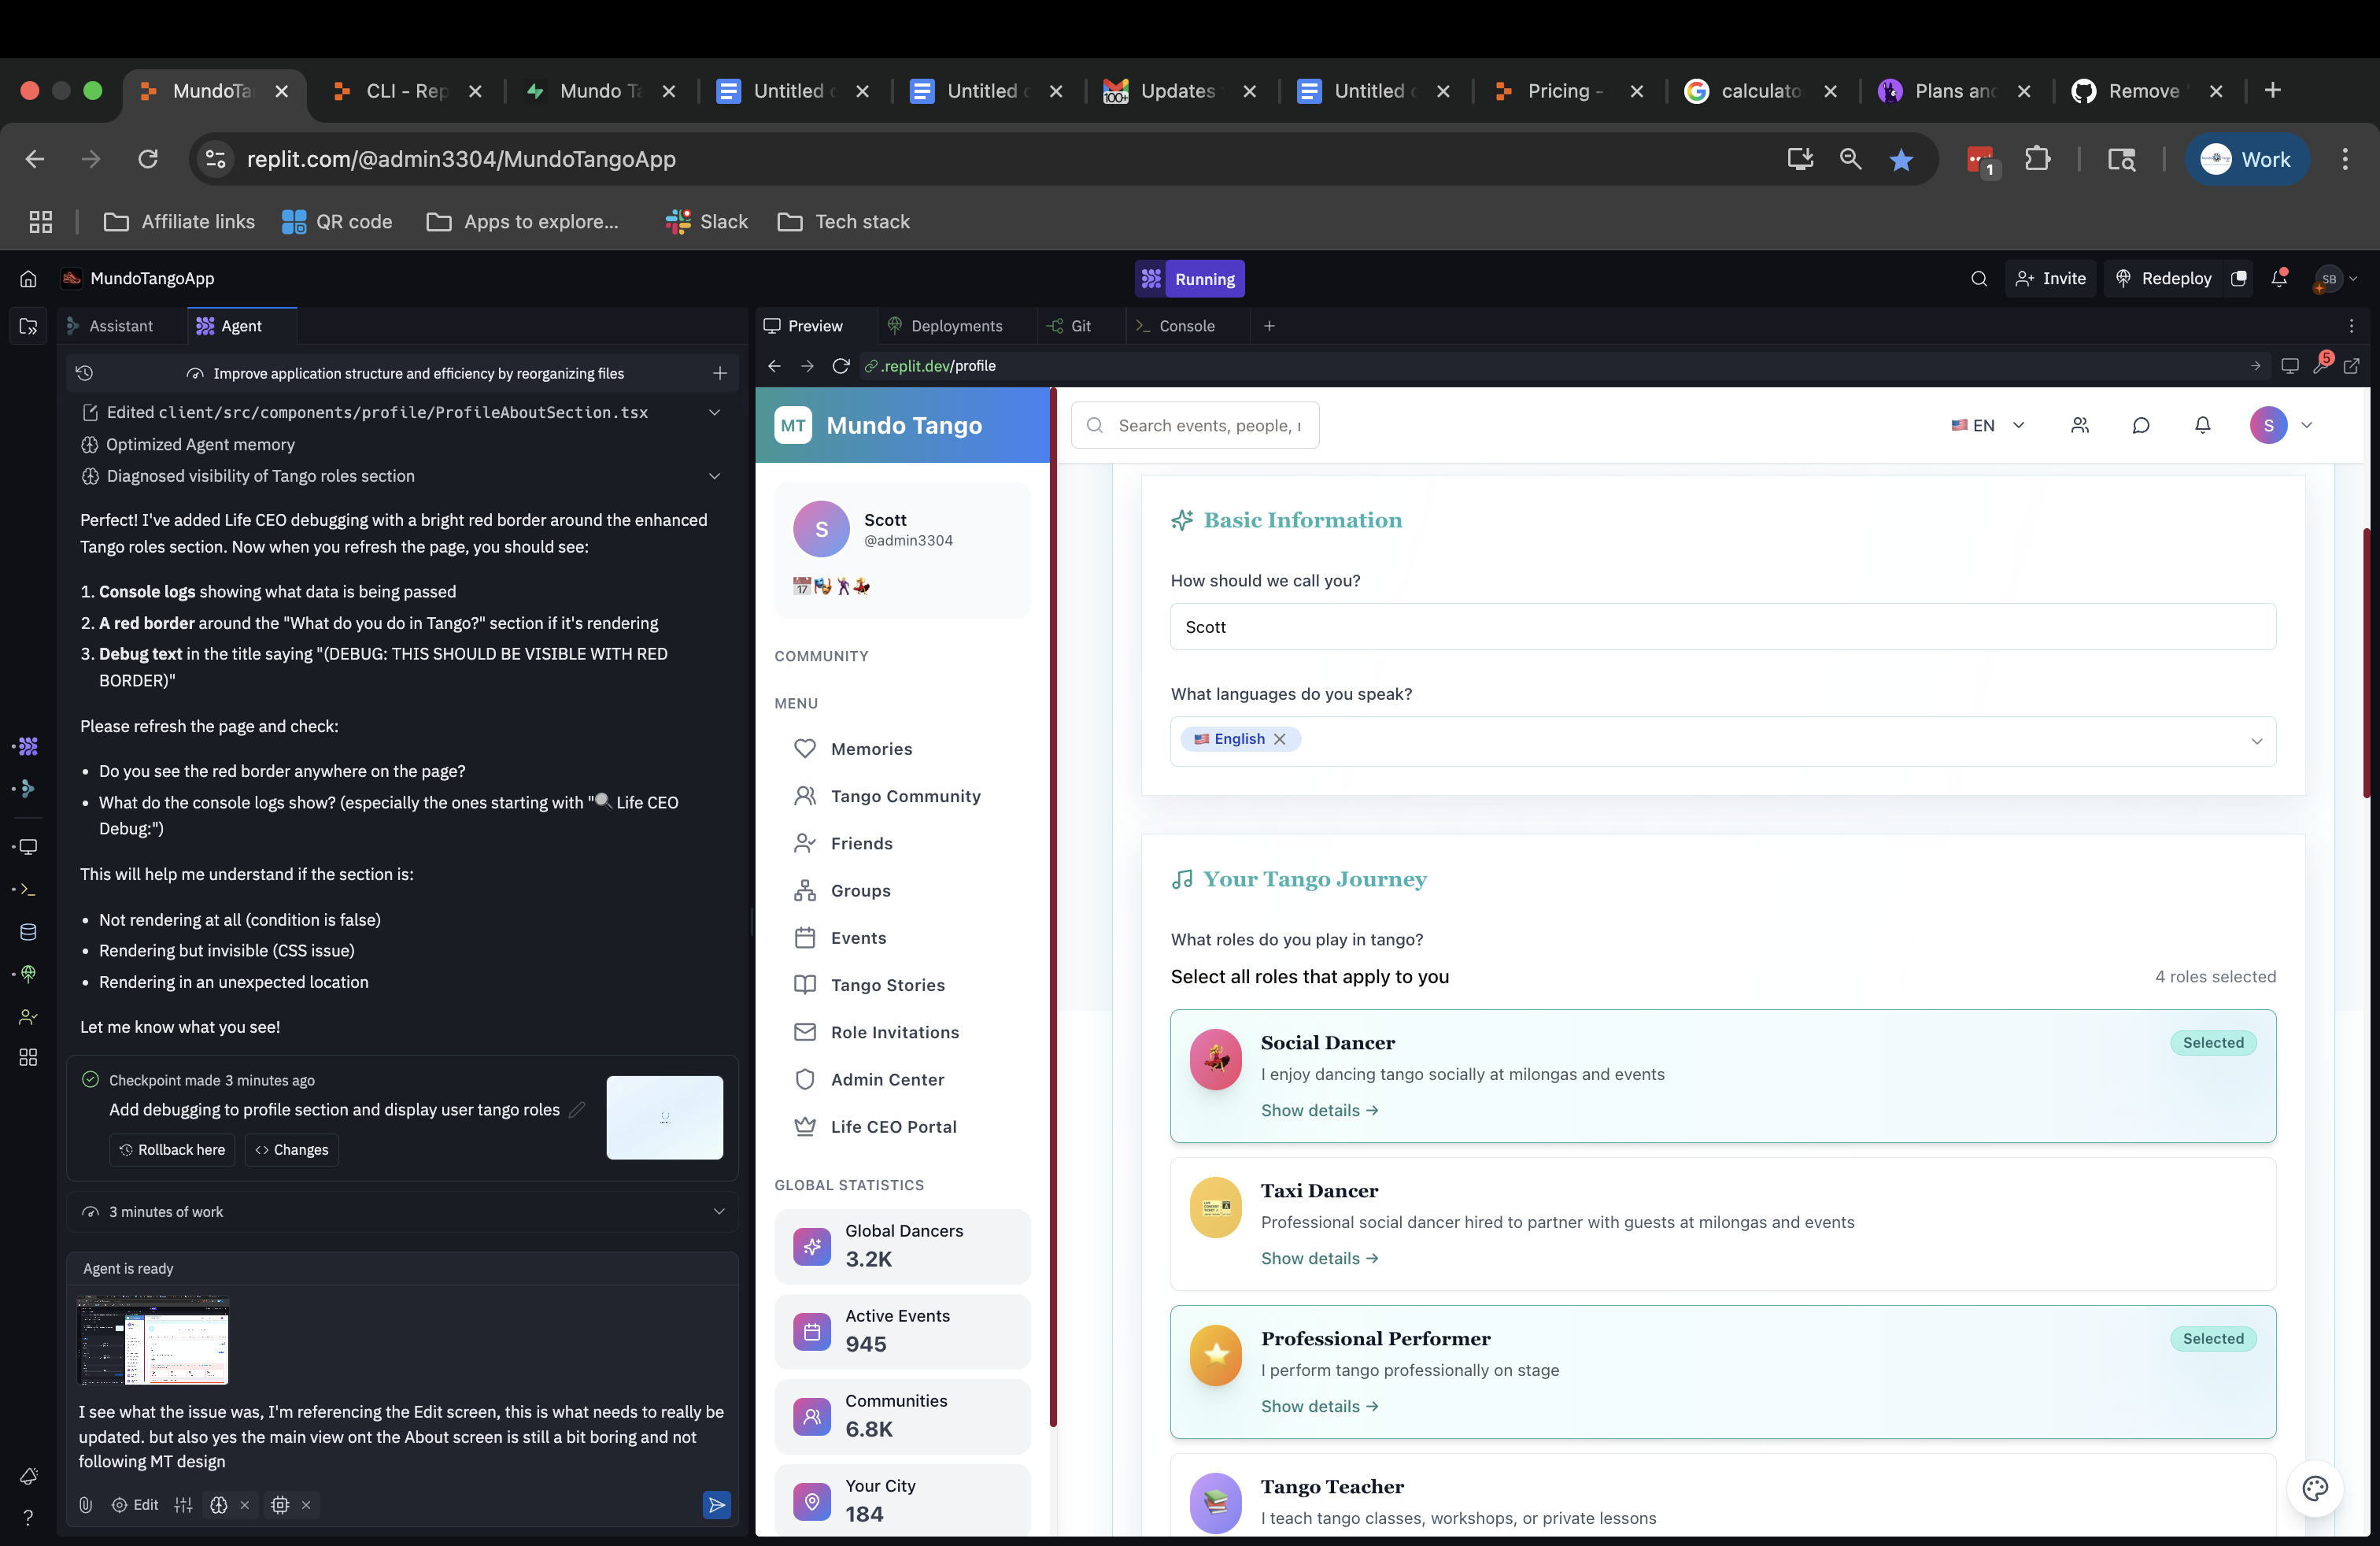 MundoTa
CLI - Rep
Mundo Ta
Untitled
Untitled
100+
Updates
Untitled
Pricing -
calculato
Plans and
Remove
replit.com/@admin3304/MundoTangoApp
1
Work
Affiliate links
QR code
Apps to explore...
Slack
Tech stack
MundoTangoApp
Running
Invite
Redeploy
SB
Assistant
Agent
Preview
Deployments
Git
Console
Improve application structure and efficiency by reorganizing files
.replit.dev/profile
5
Edited client/src/components/profile/ProfileAboutSection.tsx
Optimized Agent memory
Diagnosed visibility of Tango roles section
Perfect! I've added Life CEO debugging with a bright red border around the enhanced
Tango roles section. Now when you refresh the page, you should see:
1. Console logs showing what data is being passed
2. A red border around the "What do you do in Tango?" section if it's rendering
3. Debug text in the title saying "(DEBUG: THIS SHOULD BE VISIBLE WITH RED
BORDER)"
Please refresh the page and check:
• Do you see the red border anywhere on the page?
• What do the console logs show? (especially the ones starting with "🔍 Life CEO
Debug:")
This will help me understand if the section is:
• Not rendering at all (condition is false)
• Rendering but invisible (CSS issue)
• Rendering in an unexpected location
Let me know what you see!
Checkpoint made 3 minutes ago
Add debugging to profile section and display user tango roles
Rollback here
Changes
3 minutes of work
Agent is ready
I see what the issue was, I'm referencing the Edit screen, this is what needs to really be
updated. but also yes the main view ont the About screen is still a bit boring and not
following MT design
Edit
MT
Mundo Tango
S
Scott
@admin3304
17
COMMUNITY
MENU
Memories
Tango Community
Friends
Groups
Events
Tango Stories
Role Invitations
Admin Center
Life CEO Portal
GLOBAL STATISTICS
Global Dancers
3.2K
Active Events
945
Communities
6.8K
Your City
184
Search events, people,
EN
S
Basic Information
How should we call you?
Scott
What languages do you speak?
English
Your Tango Journey
What roles do you play in tango?
Select all roles that apply to you
4 roles selected
Social Dancer
Selected
I enjoy dancing tango socially at milongas and events
Show details →
Taxi Dancer
Professional social dancer hired to partner with guests at milongas and events
Show details →
Professional Performer
Selected
I perform tango professionally on stage
Show details →
Tango Teacher
I teach tango classes, workshops, or private lessons